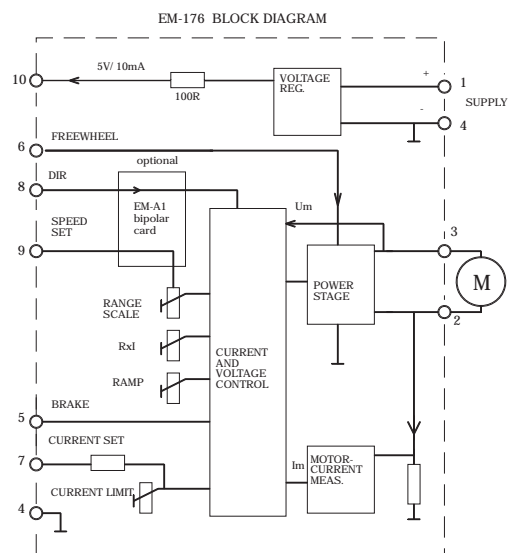 EM-176 BLOCK DIAGRAM
10
5V/ 10mA
100R
VOLTAGE
REG.
+
1
SUPPLY
-
4
6
FREEWHEEL
optional
8
DIR
EM-A1
bipolar
card
Um
SPEED
SET
9
3
M
POWER
STAGE
2
RANGE
SCALE
RxI
CURRENT
AND
VOLTAGE
CONTROL
RAMP
5
BRAKE
CURRENT SET
7
Im
MOTOR-
CURRENT
MEAS.
CURRENT LIMIT
4